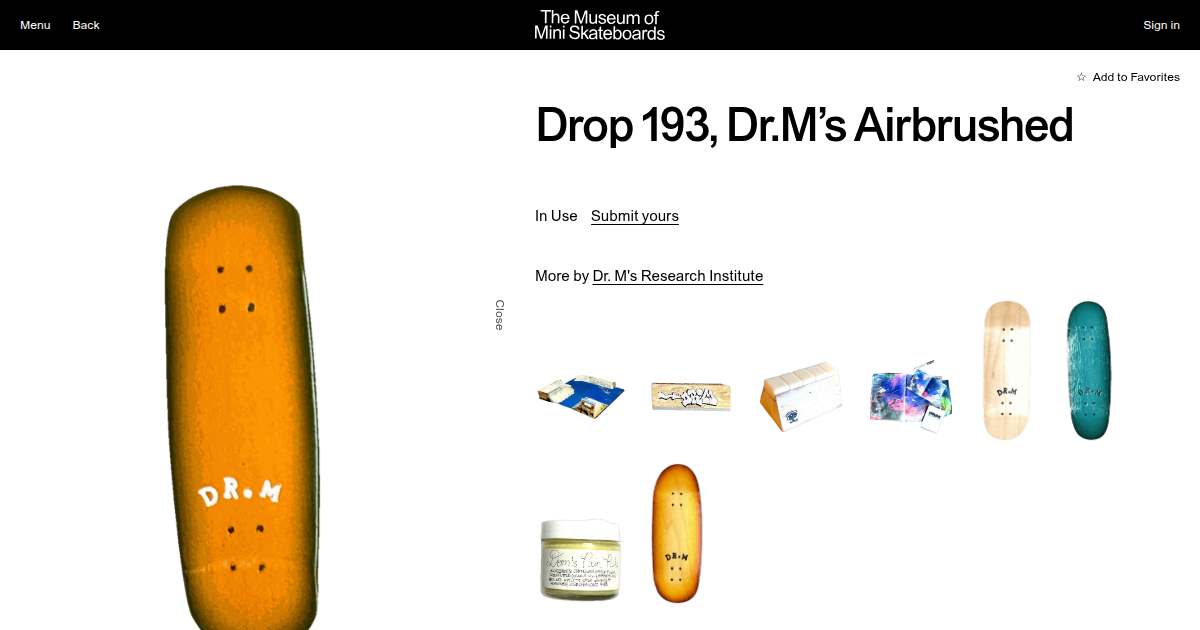 Menu
Back
The Museum of
Mini Skateboards
Sign in
☆ Add to Favorites
Drop 193, Dr.M’s Airbrushed
In Use Submit yours
More by Dr. M's Research Institute
Close
DR.M
DR.M
DR.M
DR.M